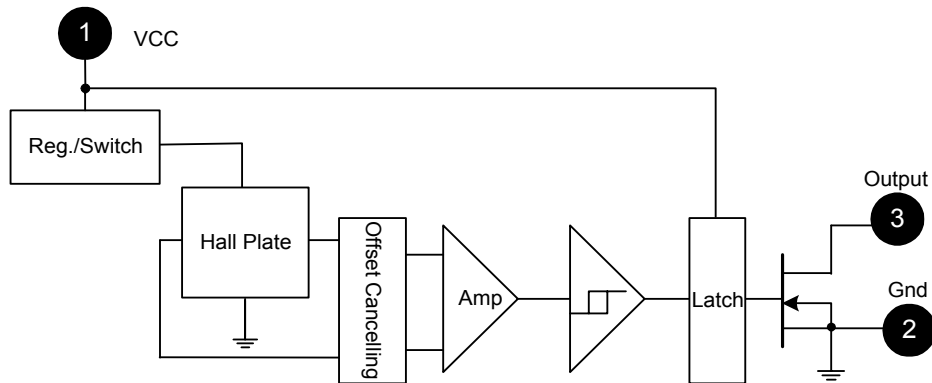 1
VCC
Reg./Switch
Output
3
Hall Plate
Offset Cancelling
Amp
Latch
Gnd
2